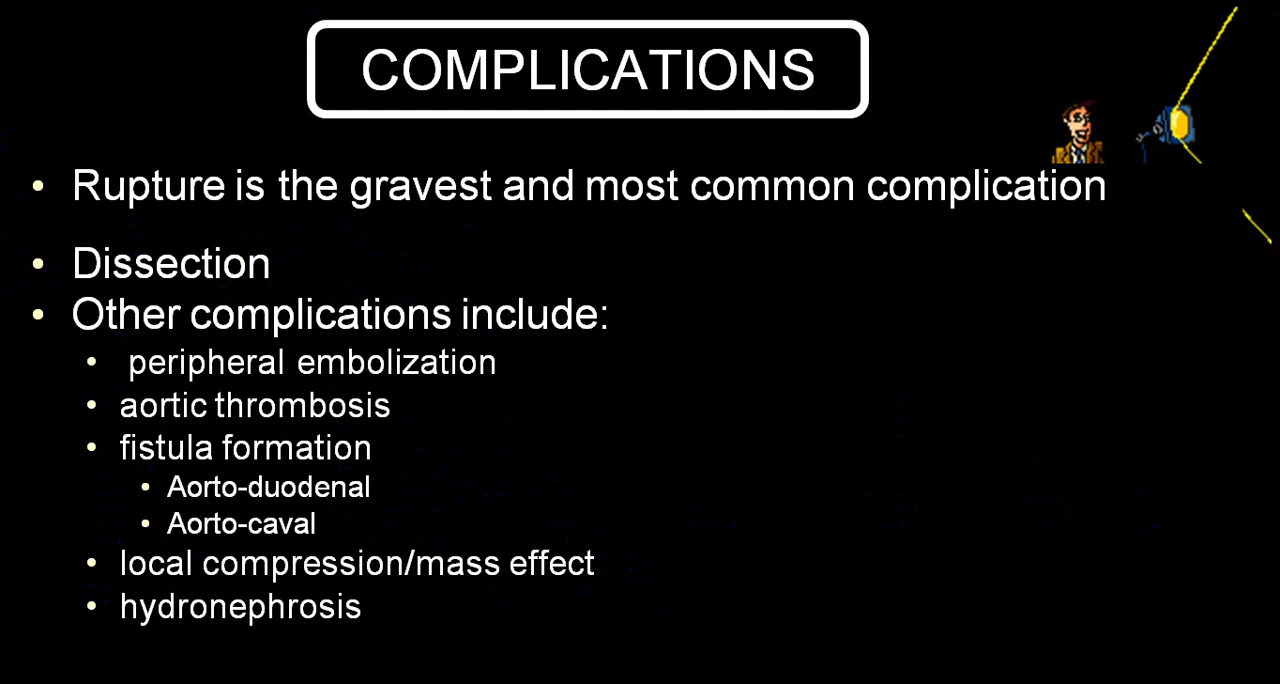 COMPLICATIONS
• Rupture is the gravest and most common complication
• Dissection
• Other complications include:
• peripheral embolization
• aortic thrombosis
• fistula formation
• Aorto-duodenal
• Aorto-caval
• local compression/mass effect
• hydronephrosis